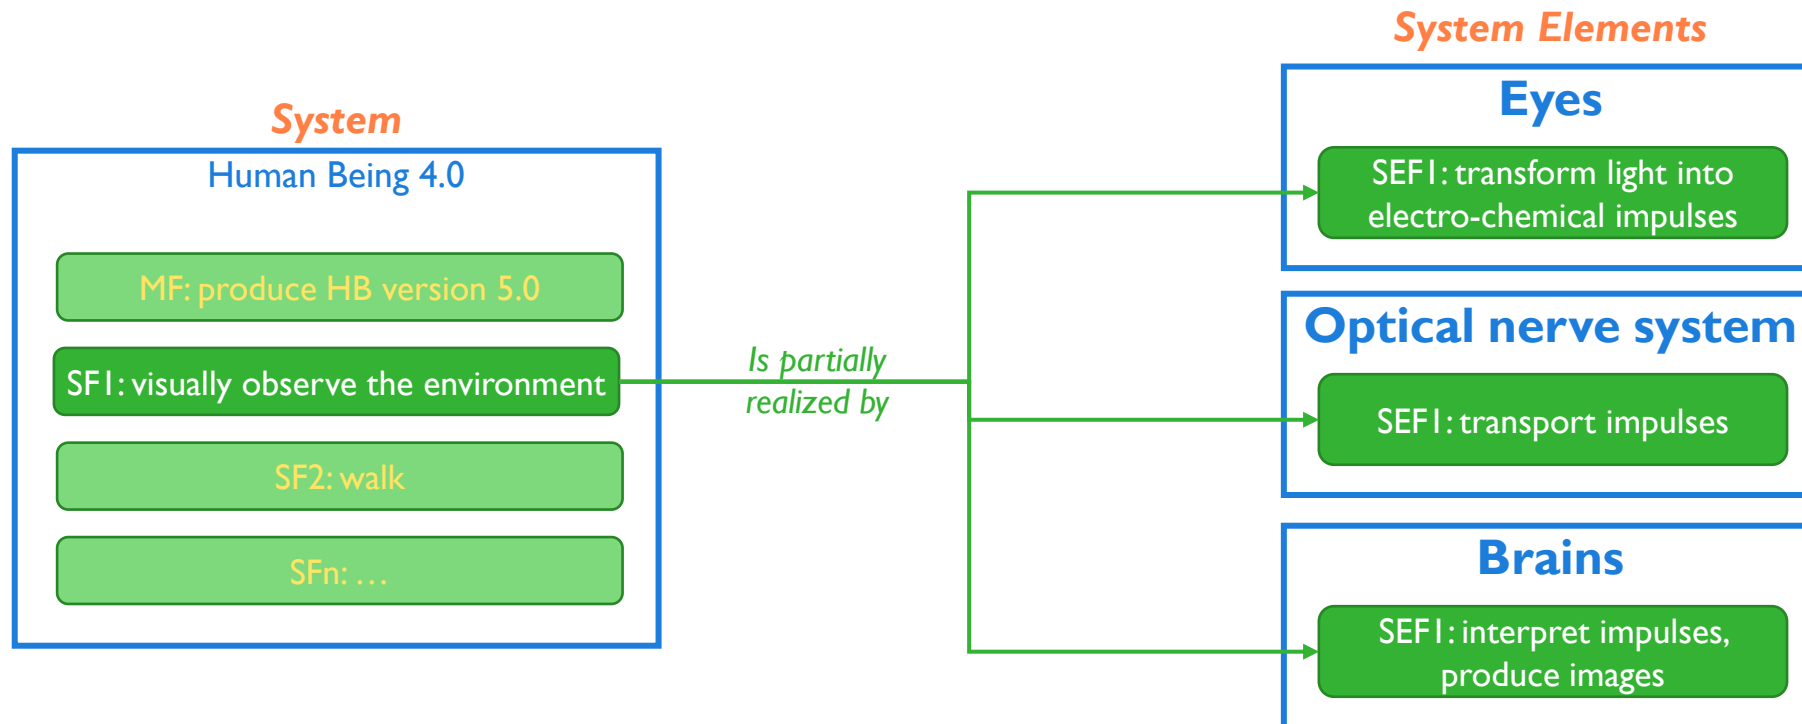 System
Human Being 4.0
MF: produce HB version 5.0
SF1: visually observe the environment
SF2: walk
SFn: …
Is partially
realized by
System Elements
Eyes
SEF1: transform light into
electro-chemical impulses
Optical nerve system
SEF1: transport impulses
Brains
SEF1: interpret impulses,
produce images